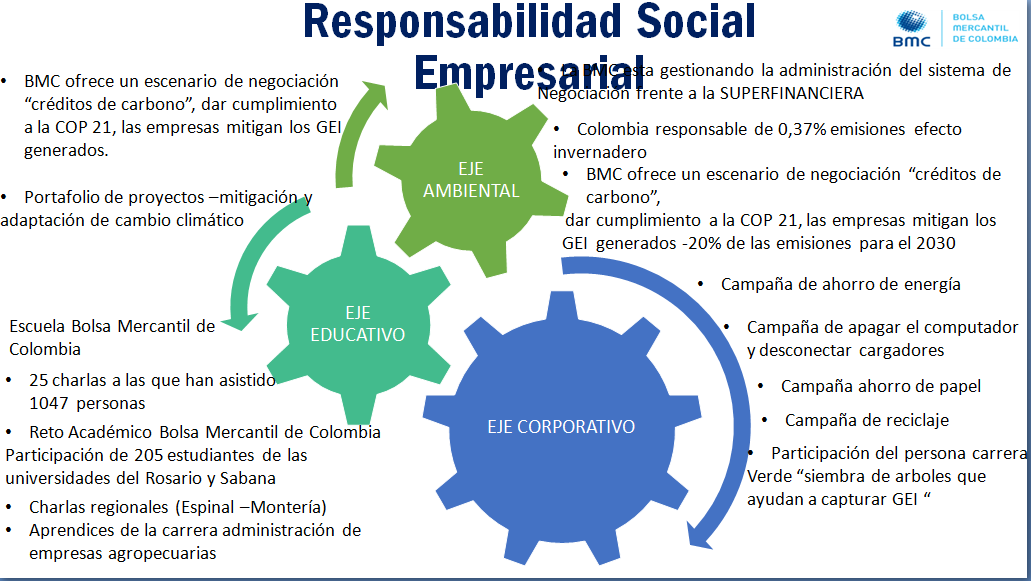 Responsabilidad Social
Empresarial
BMC
BOLSA
MERCANTIL
DE COLOMBIA
• BMC ofrece un escenario de negociación
“créditos de carbono”, dar cumplimiento
a la COP 21, las empresas mitigan los GEI
generados.
• Portafolio de proyectos –mitigación y
adaptación de cambio climático
La BMC esta gestionando la administración del sistema de
Negociación frente a la SUPERFINANCIERA
• Colombia responsable de 0,37% emisiones efecto
invernadero
• BMC ofrece un escenario de negociación “créditos de
carbono”,
dar cumplimiento a la COP 21, las empresas mitigan los
GEI generados -20% de las emisiones para el 2030
EJE
AMBIENTAL
EJE
EDUCATIVO
EJE CORPORATIVO
Escuela Bolsa Mercantil de
Colombia
• 25 charlas a las que han asistido
1047 personas
• Reto Académico Bolsa Mercantil de Colombia
Participación de 205 estudiantes de las
universidades del Rosario y Sabana
• Charlas regionales (Espinal –Montería)
• Aprendices de la carrera administración de
empresas agropecuarias
• Campaña de ahorro de energía
• Campaña de apagar el computador
y desconectar cargadores
• Campaña ahorro de papel
• Campaña de reciclaje
• Participación del persona carrera
Verde “siembra de arboles que
ayudan a capturar GEI “